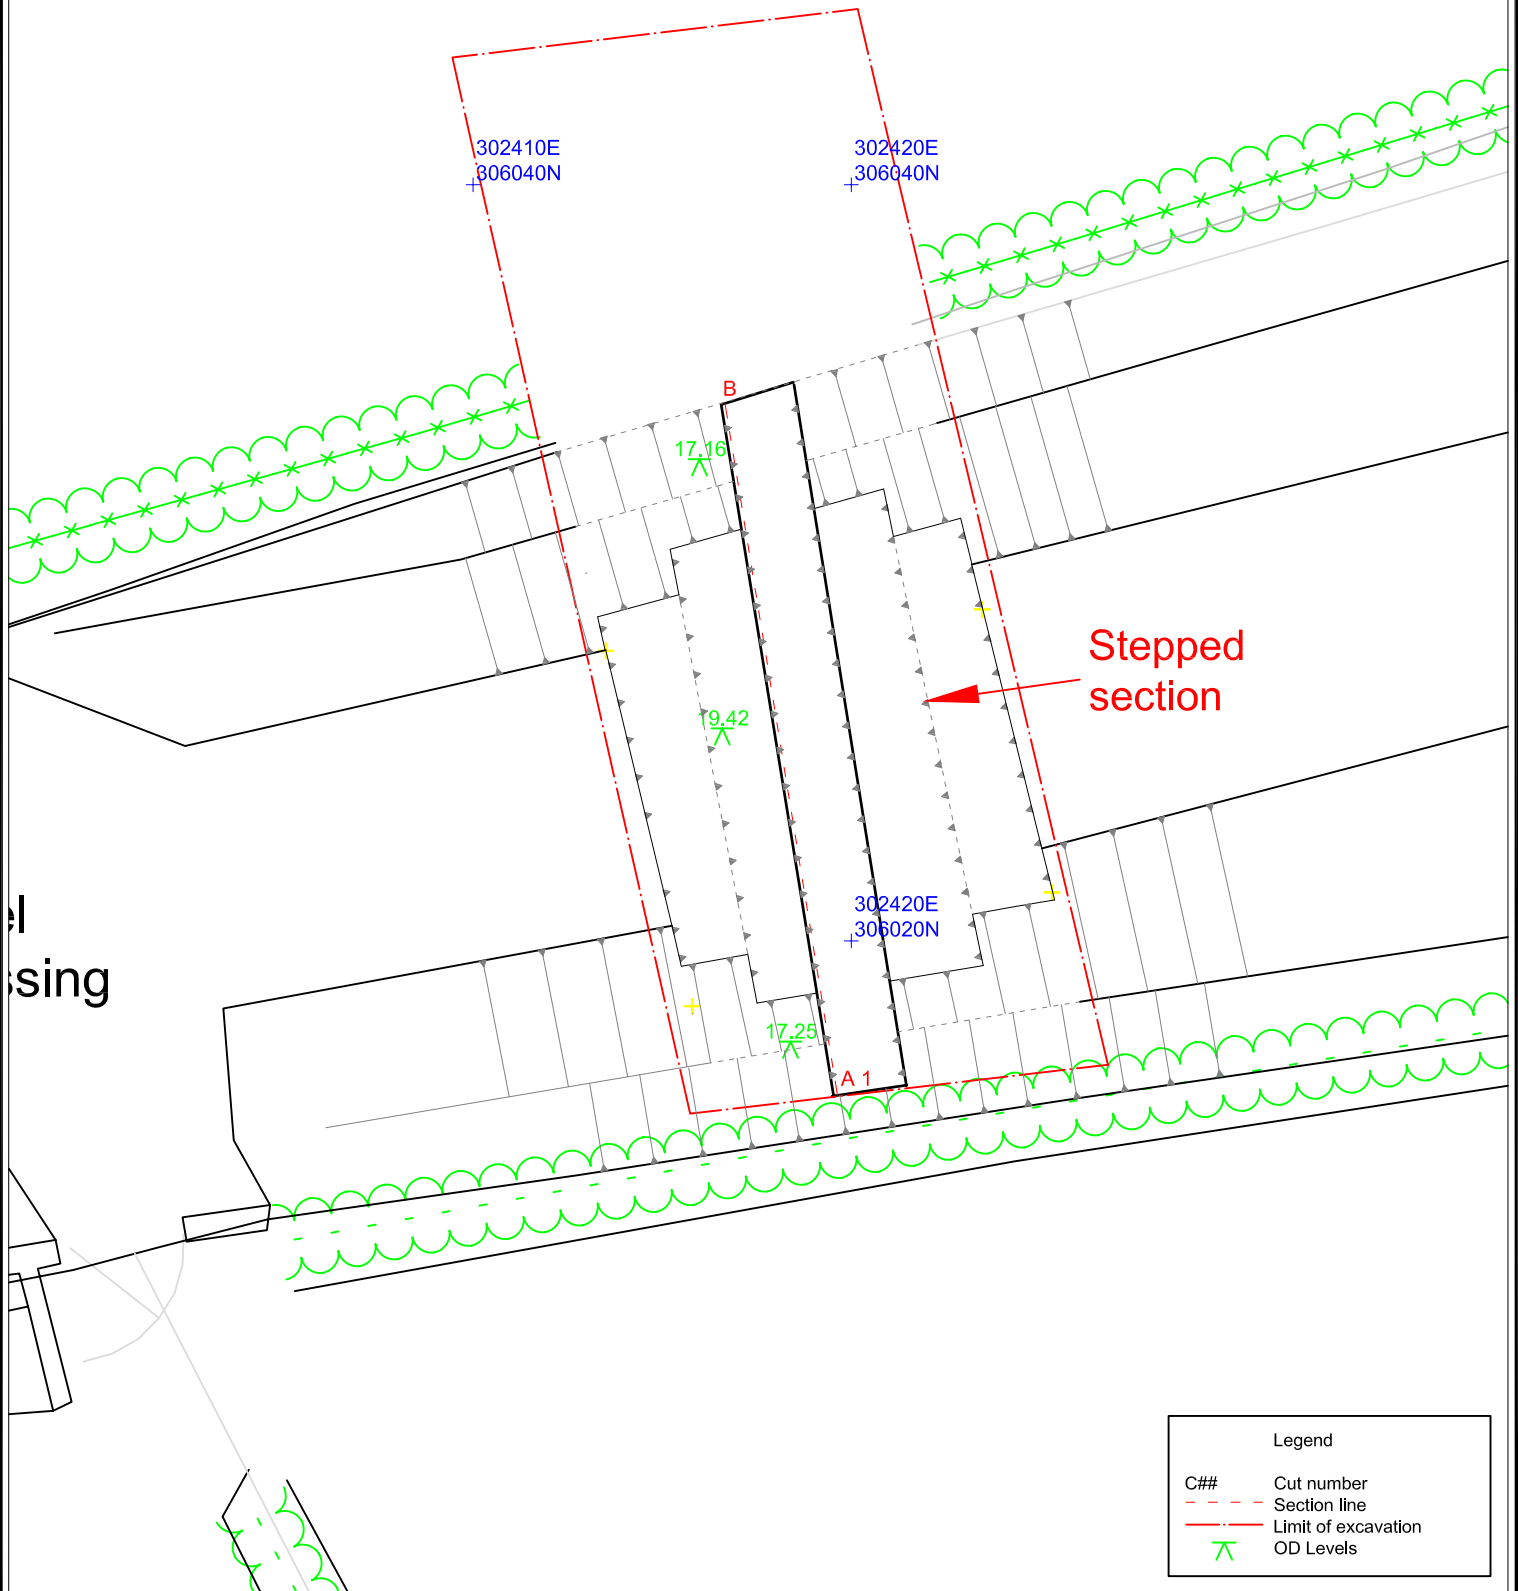 302410E
306040N
302420E
306040N
B
17.16
Stepped
section
19.42
302420E
306020N
ssing
17.25
A 1
Legend
C## Cut number
Section line
Limit of excavation
OD Levels